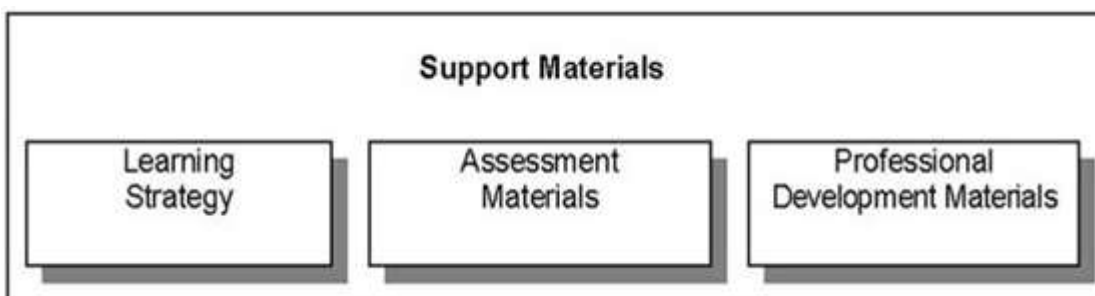 Support Materials
Learning
Strategy
Assessment
Materials
Professional
Development Materials